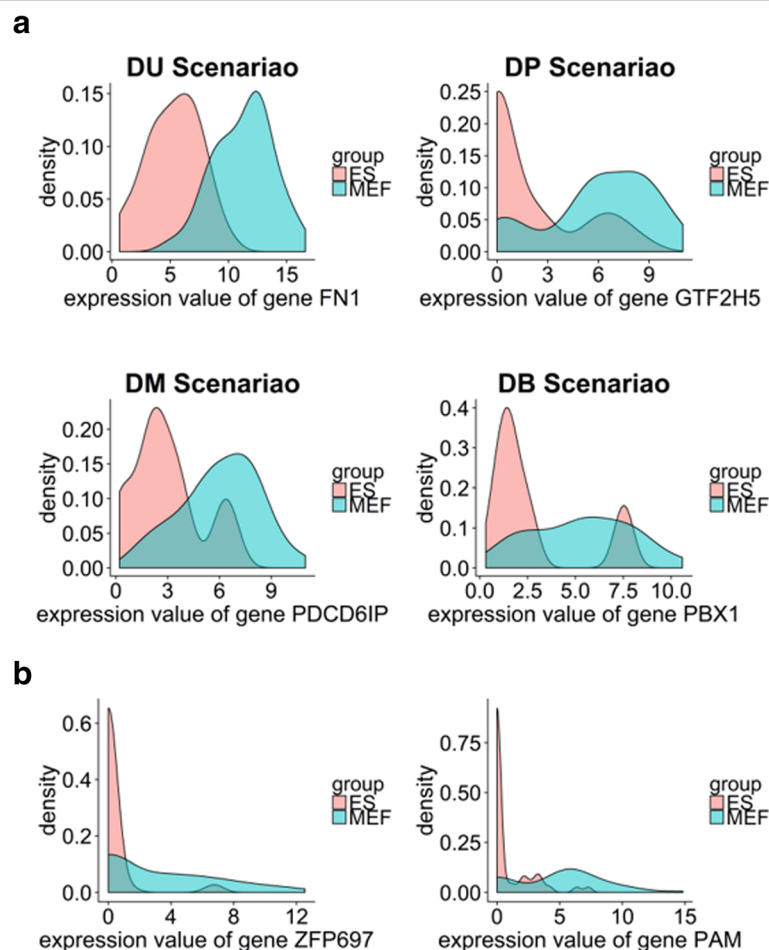 a
DU Scenariao
0.15
0.10
0.05
0.00
density
0
5
10
15
expression value of gene FN1
group
ES
MEF
DP Scenariao
0.25
0.20
0.15
0.10
0.05
0.00
density
0
3
6
9
expression value of gene GTF2H5
group
ES
MEF
DM Scenariao
0.20
0.15
0.10
0.05
0.00
density
0
3
6
9
expression value of gene PDCD6IP
group
ES
MEF
DB Scenariao
0.4
0.3
0.2
0.1
0.0
density
0.0
2.5
5.0
7.5
10.0
expression value of gene PBX1
group
ES
MEF
b
0.6
0.4
0.2
0.0
density
0
4
8
12
expression value of gene ZFP697
group
ES
MEF
0.75
0.50
0.25
0.00
density
0
5
10
15
expression value of gene PAM
group
ES
MEF